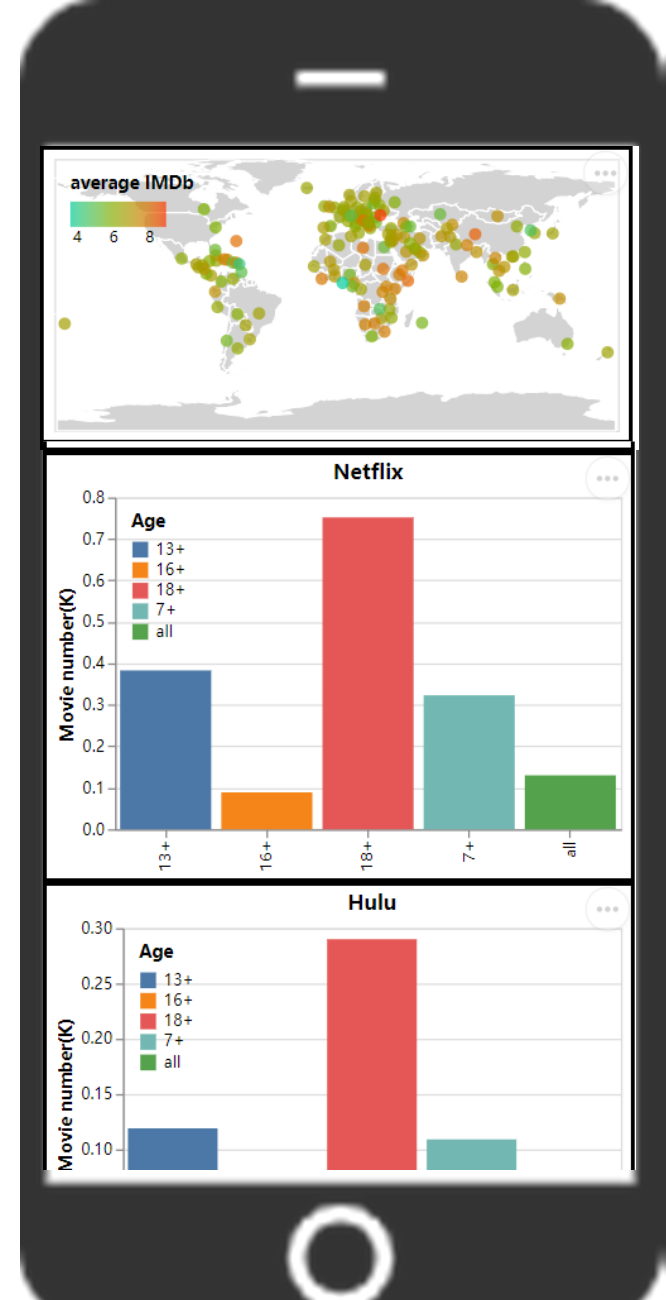 average IMDb
4 6 8
Netflix
Movie number(K)
0.8
0.7
0.6
0.5
0.4
0.3
0.2
0.1
0.0
Age
13+
16+
18+
7+
all
13+ 16+ 18+ 7+ all
Hulu
Movie number(K)
0.30
0.25
0.20
0.15
0.10
Age
13+
16+
18+
7+
all